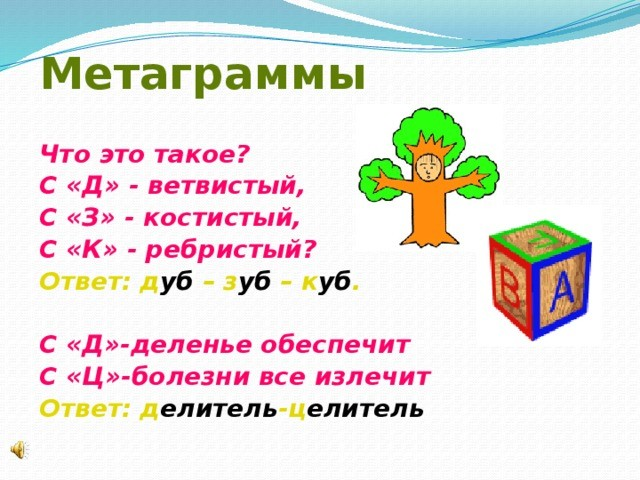 Метаграммы
Что это такое?
С «Д» - ветвистый,
С «З» - костистый,
С «К» - ребристый?
Ответ: дуб – зуб – куб.
С «Д»-деленье обеспечит
С «Ц»-болезни все излечит
Ответ: делитель-целитель
В А